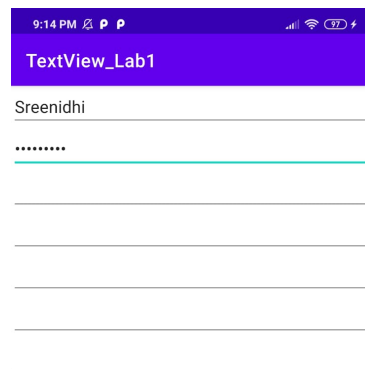 9:14 PM P P 97
TextView_Lab1
Sreenidhi
•••••••••